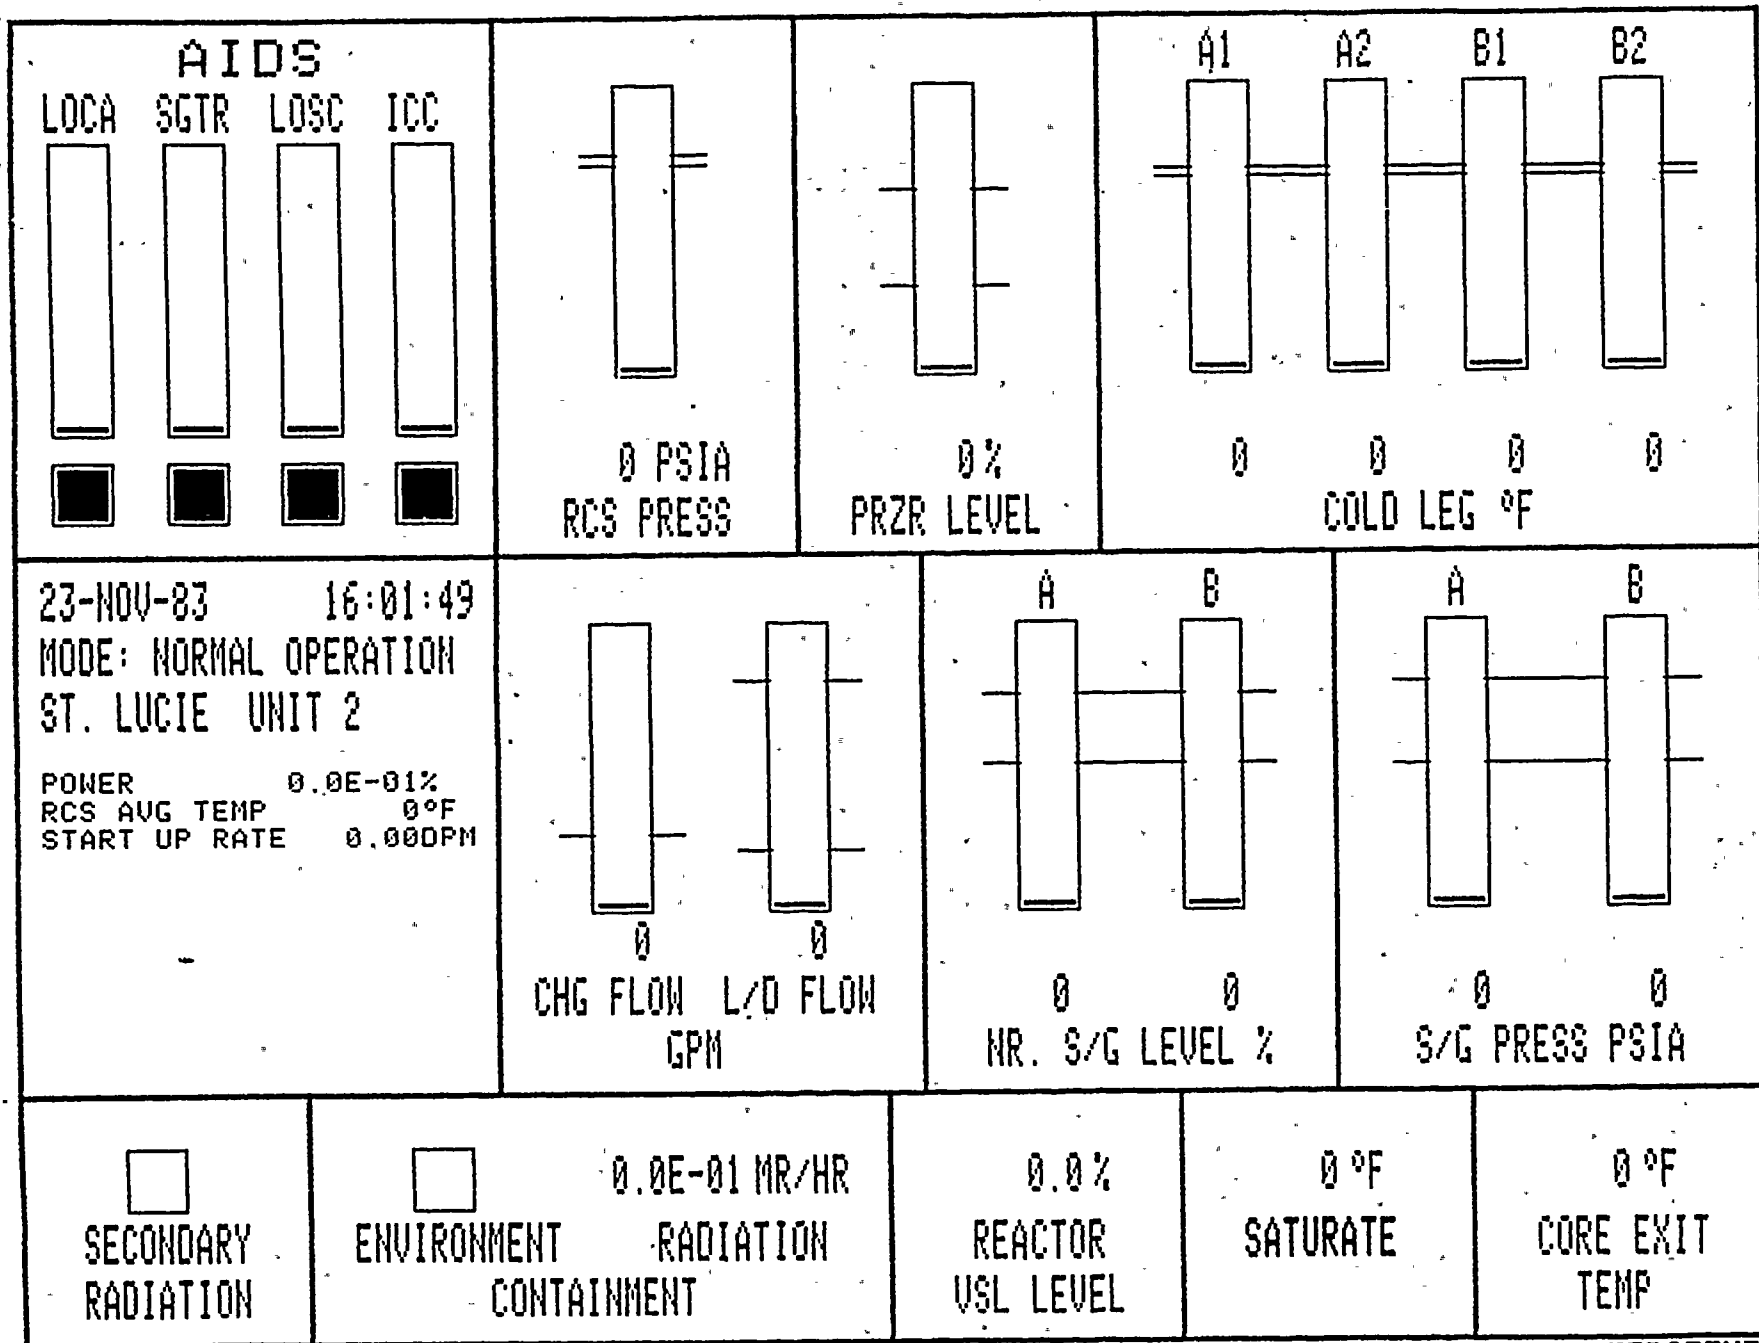 AIDS
LOCA SGTR LOSC ICC
0 PSIA
RCS PRESS
0%
PRZR LEVEL
A1 A2 B1 B2
0 0 0 0
COLD LEG °F
23-NOV-83 16:01:49
MODE: NORMAL OPERATION
ST. LUCIE UNIT 2
POWER 0.0E-01%
RCS AVG TEMP 0°F
START UP RATE 0.00DPM
0 0
CHG FLOW L/D FLOW
GPM
A B
0 0
NR. S/G LEVEL %
A B
0 0
S/G PRESS PSIA
SECONDARY
RADIATION
0.0E-01 MR/HR
ENVIRONMENT RADIATION
CONTAINMENT
0.0%
REACTOR
VSL LEVEL
0 °F
SATURATE
0 °F
CORE EXIT
TEMP